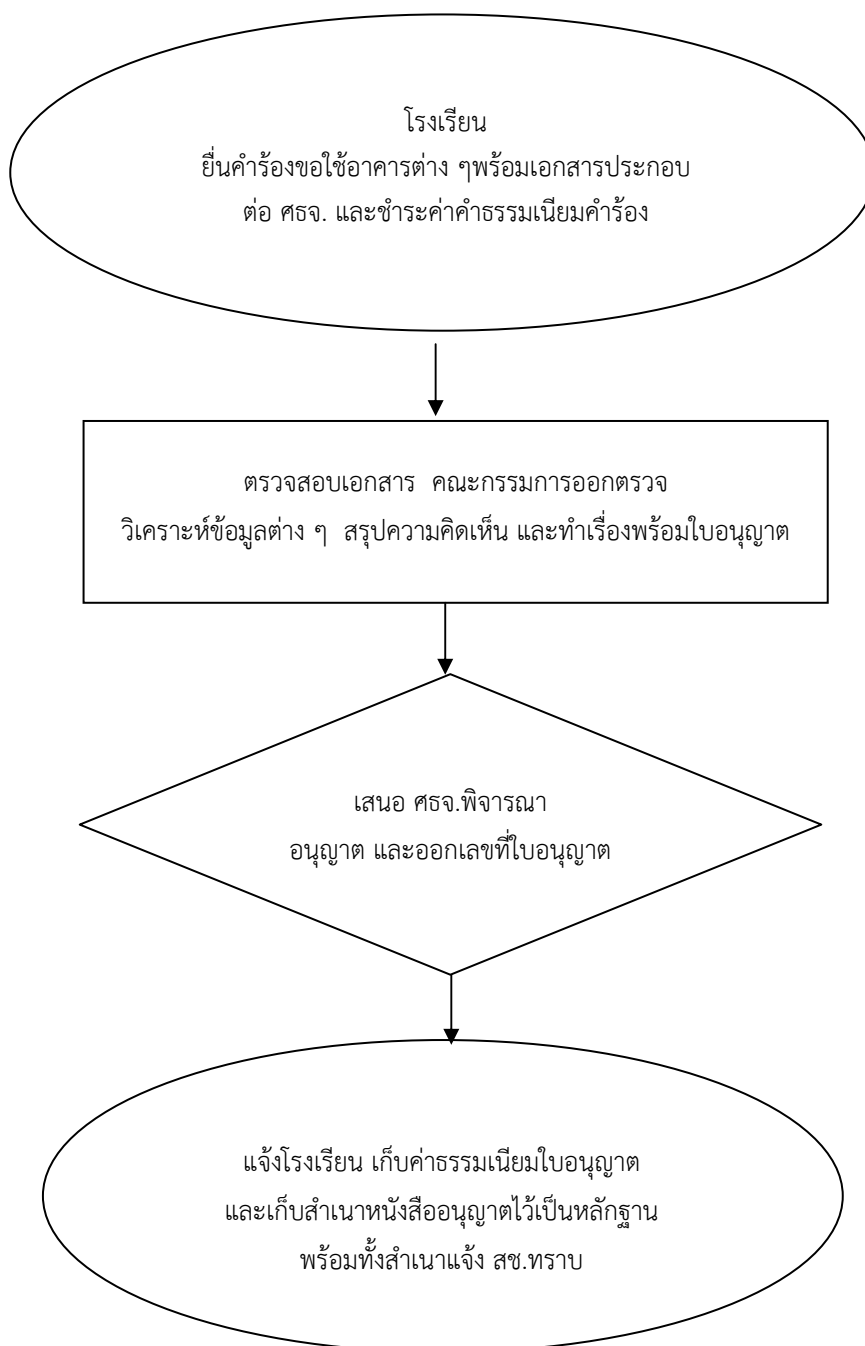 โรงเรียน
ยื่นคำร้องขอใช้อาคารต่าง ๆพร้อมเอกสารประกอบ
ต่อ ศธจ. และชำระค่าคำธรรมเนียมคำร้อง
ตรวจสอบเอกสาร  คณะกรรมการออกตรวจ
วิเคราะห์ข้อมูลต่าง ๆ  สรุปความคิดเห็น และทำเรื่องพร้อมใบอนุญาต
เสนอ ศธจ.พิจารณา
อนุญาต และออกเลขที่ใบอนุญาต
แจ้งโรงเรียน เก็บค่าธรรมเนียมใบอนุญาต
และเก็บสำเนาหนังสืออนุญาตไว้เป็นหลักฐาน
พร้อมทั้งสำเนาแจ้ง สช.ทราบ